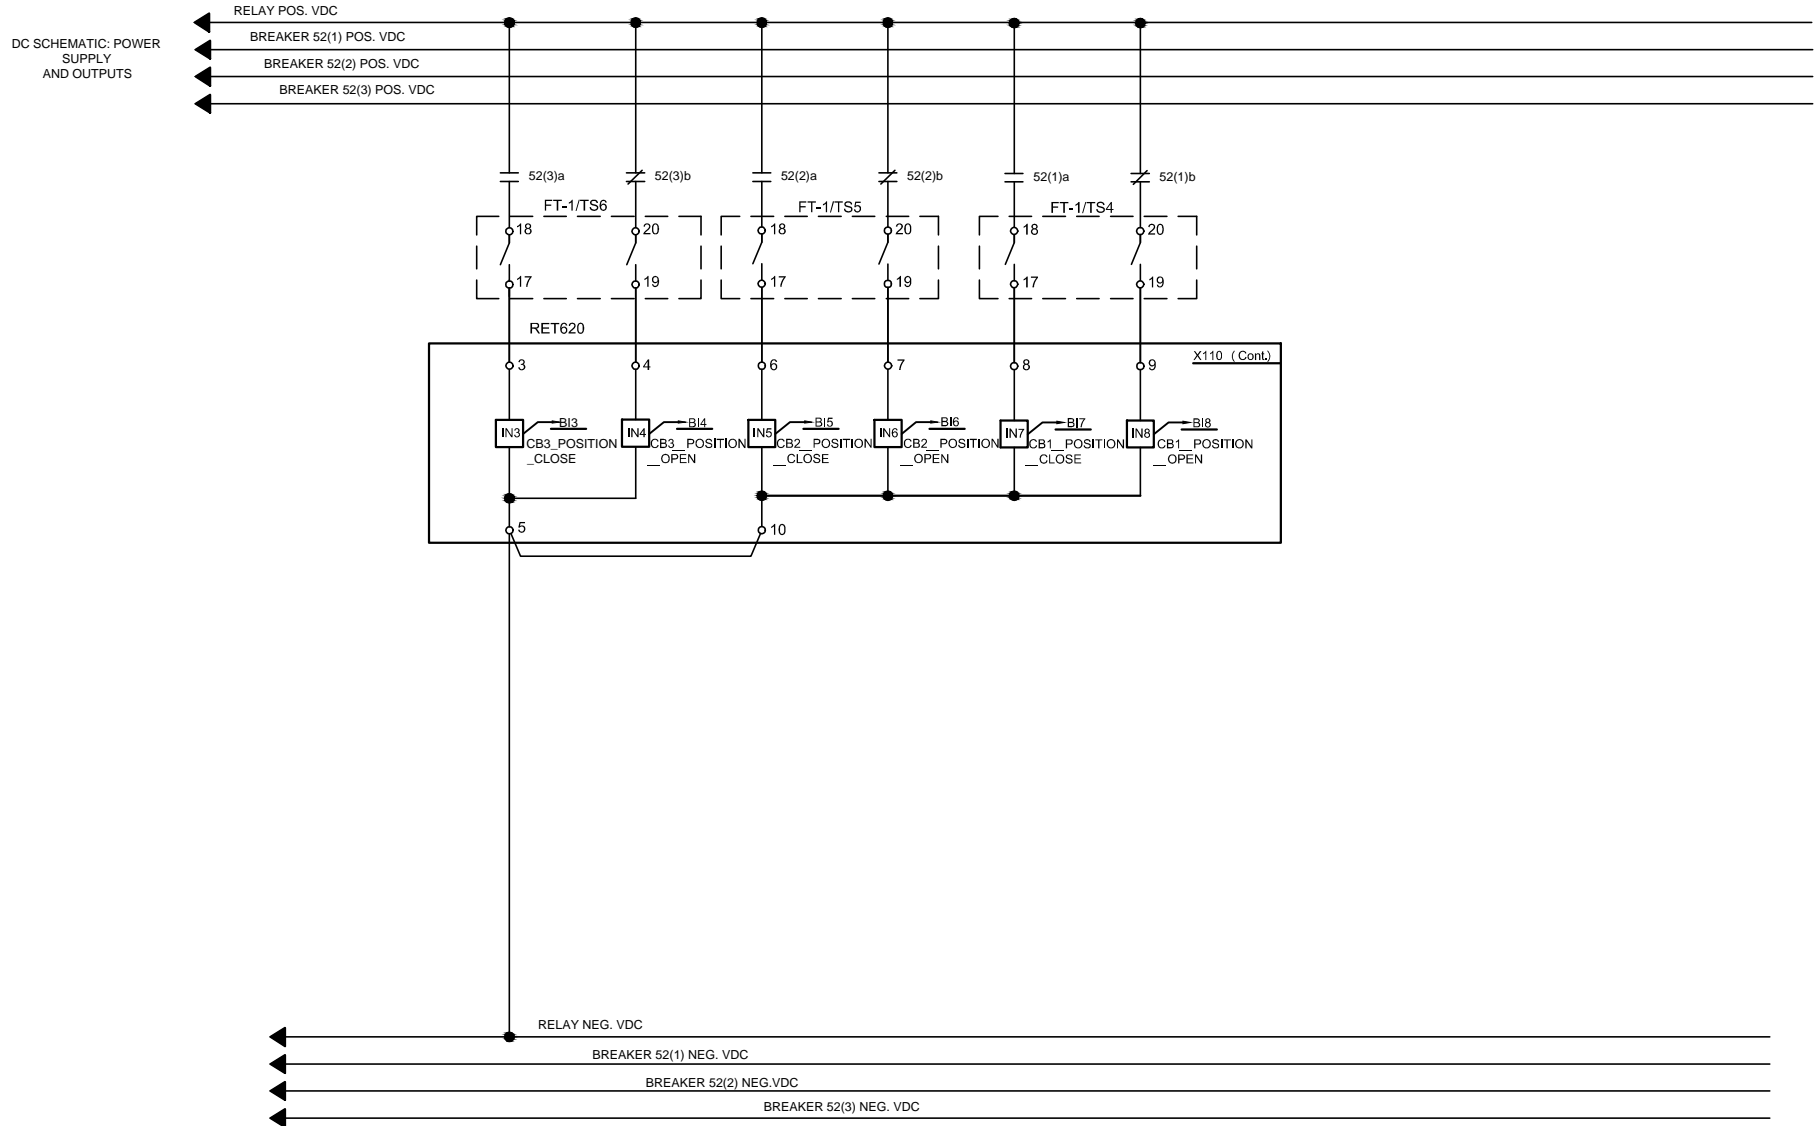 RELAY POS. VDC
BREAKER 52(1) POS. VDC
DC SCHEMATIC: POWER
SUPPLY
AND OUTPUTS
BREAKER 52(2) POS. VDC
BREAKER 52(3) POS. VDC
52(3)a
52(3)b
52(2)a
52(2)b
52(1)a
52(1)b
FT-1/TS6
FT-1/TS5
FT-1/TS4
18
20
18
20
18
20
17
19
17
19
17
19
RET620
X110 (Cont.)
3
4
6
7
8
9
IN3
BI3
CB3_POSITION
_CLOSE
IN4
BI4
CB3__POSITION
__OPEN
IN5
BI5
CB2__POSITION
__CLOSE
IN6
BI6
CB2__POSITION
__OPEN
IN7
BI7
CB1__POSITION
__CLOSE
IN8
BI8
CB1__POSITION
__OPEN
5
10
RELAY NEG. VDC
BREAKER 52(1) NEG. VDC
BREAKER 52(2) NEG.VDC
BREAKER 52(3) NEG. VDC